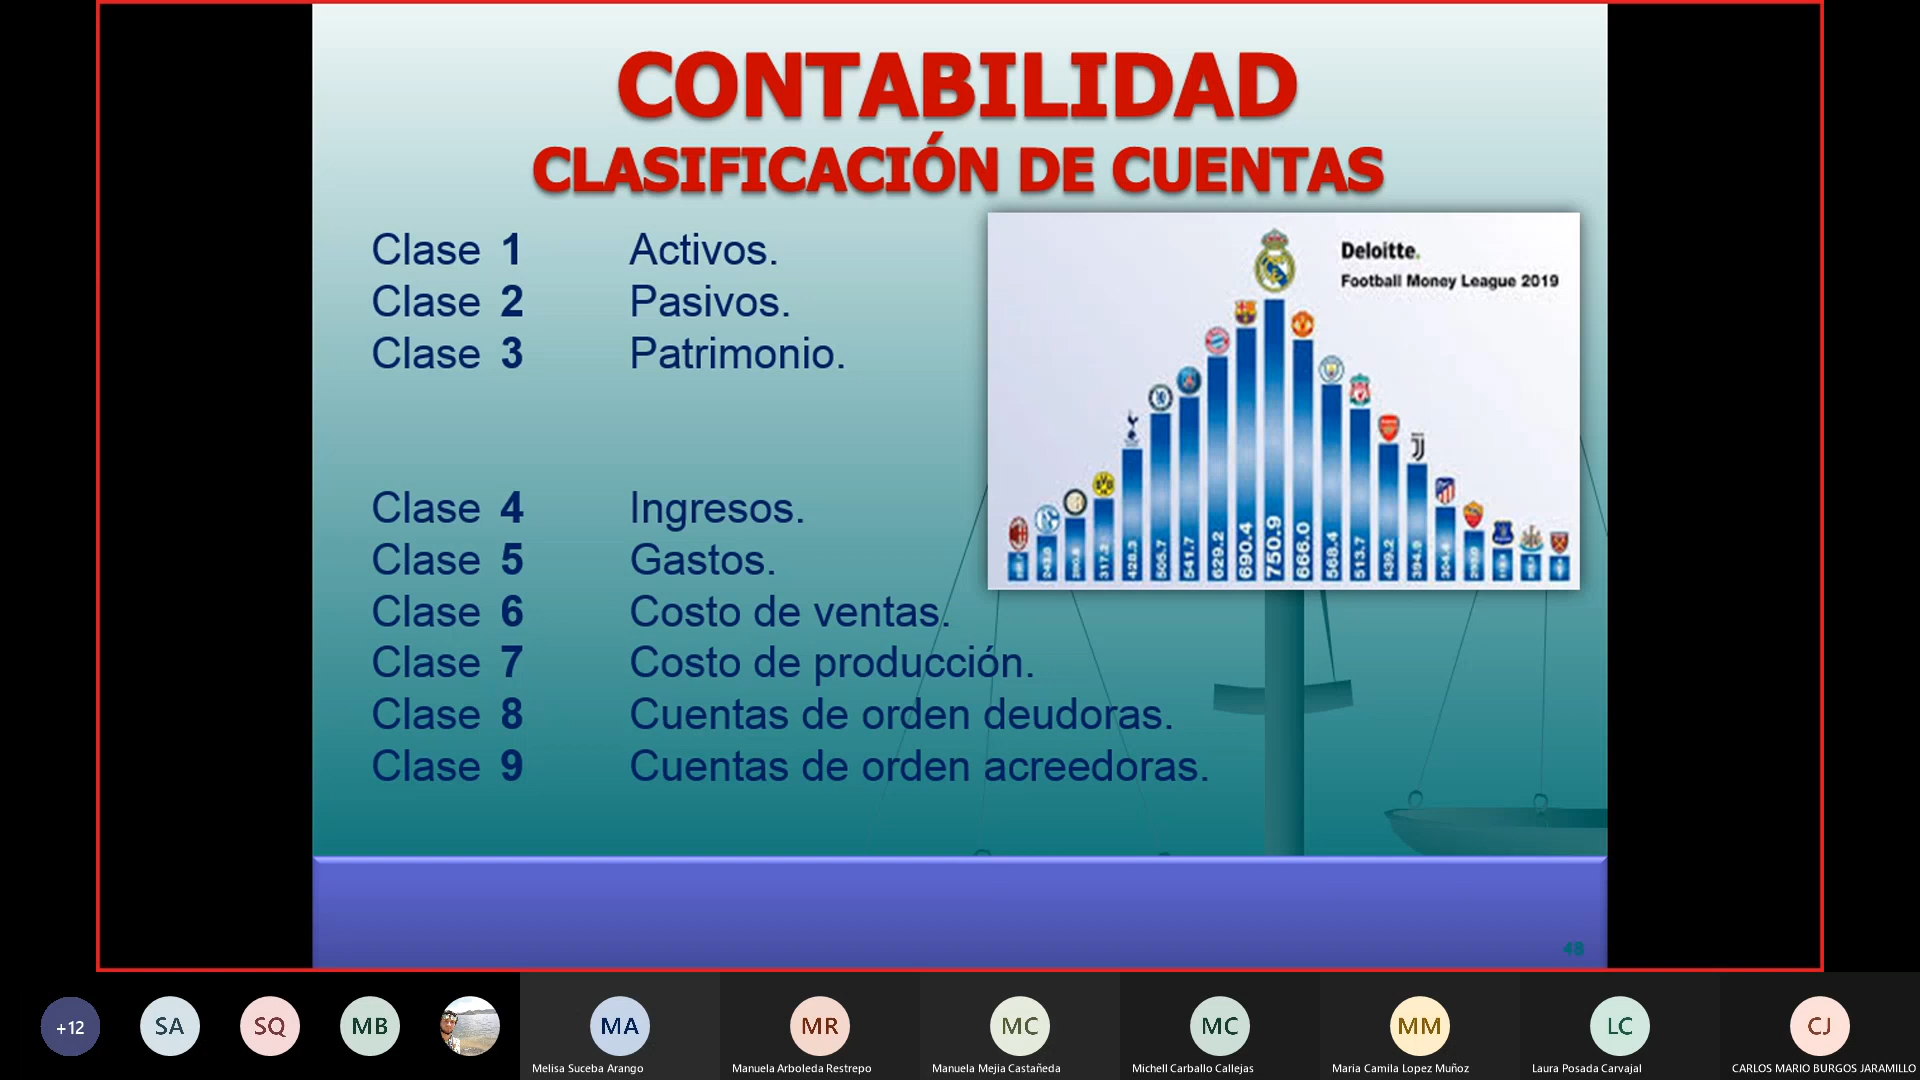 CONTABILIDAD
CLASIFICACIÓN DE CUENTAS
Clase 1 Activos.
Clase 2 Pasivos.
Clase 3 Patrimonio.
Clase 4 Ingresos.
Clase 5 Gastos.
Clase 6 Costo de ventas.
Clase 7 Costo de producción.
Clase 8 Cuentas de orden deudoras.
Clase 9 Cuentas de orden acreedoras.
Deloitte.
Football Money League 2019
317.2 428.3 505.7 541.7 629.2 690.4 750.9 666.0 568.4 513.7 439.2 394.9 304.4
48
+12 SA SQ MB MA MR MC MC MM LC CJ
Melisa Suceba Arango
Manuela Arboleda Restrepo
Manuela Mejia Castañeda
Michell Carballo Callejas
Maria Camila Lopez Muñoz
Laura Posada Carvajal
CARLOS MARIO BURGOS JARAMILLO